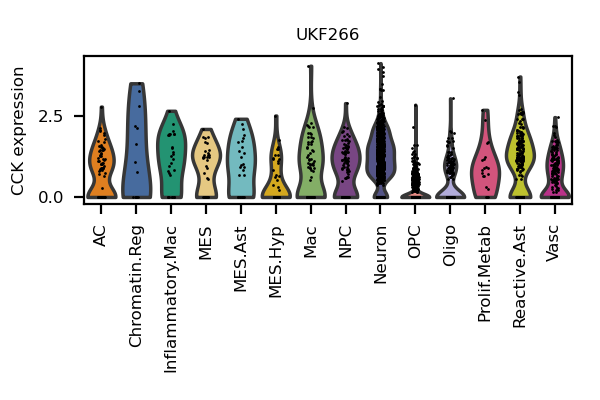 UKF266
CCK expression
2.5
0.0
AC
Chromatin.Reg
Inflammatory.Mac
MES
MES.Ast
MES.Hyp
Mac
NPC
Neuron
OPC
Oligo
Prolif.Metab
Reactive.Ast
Vasc